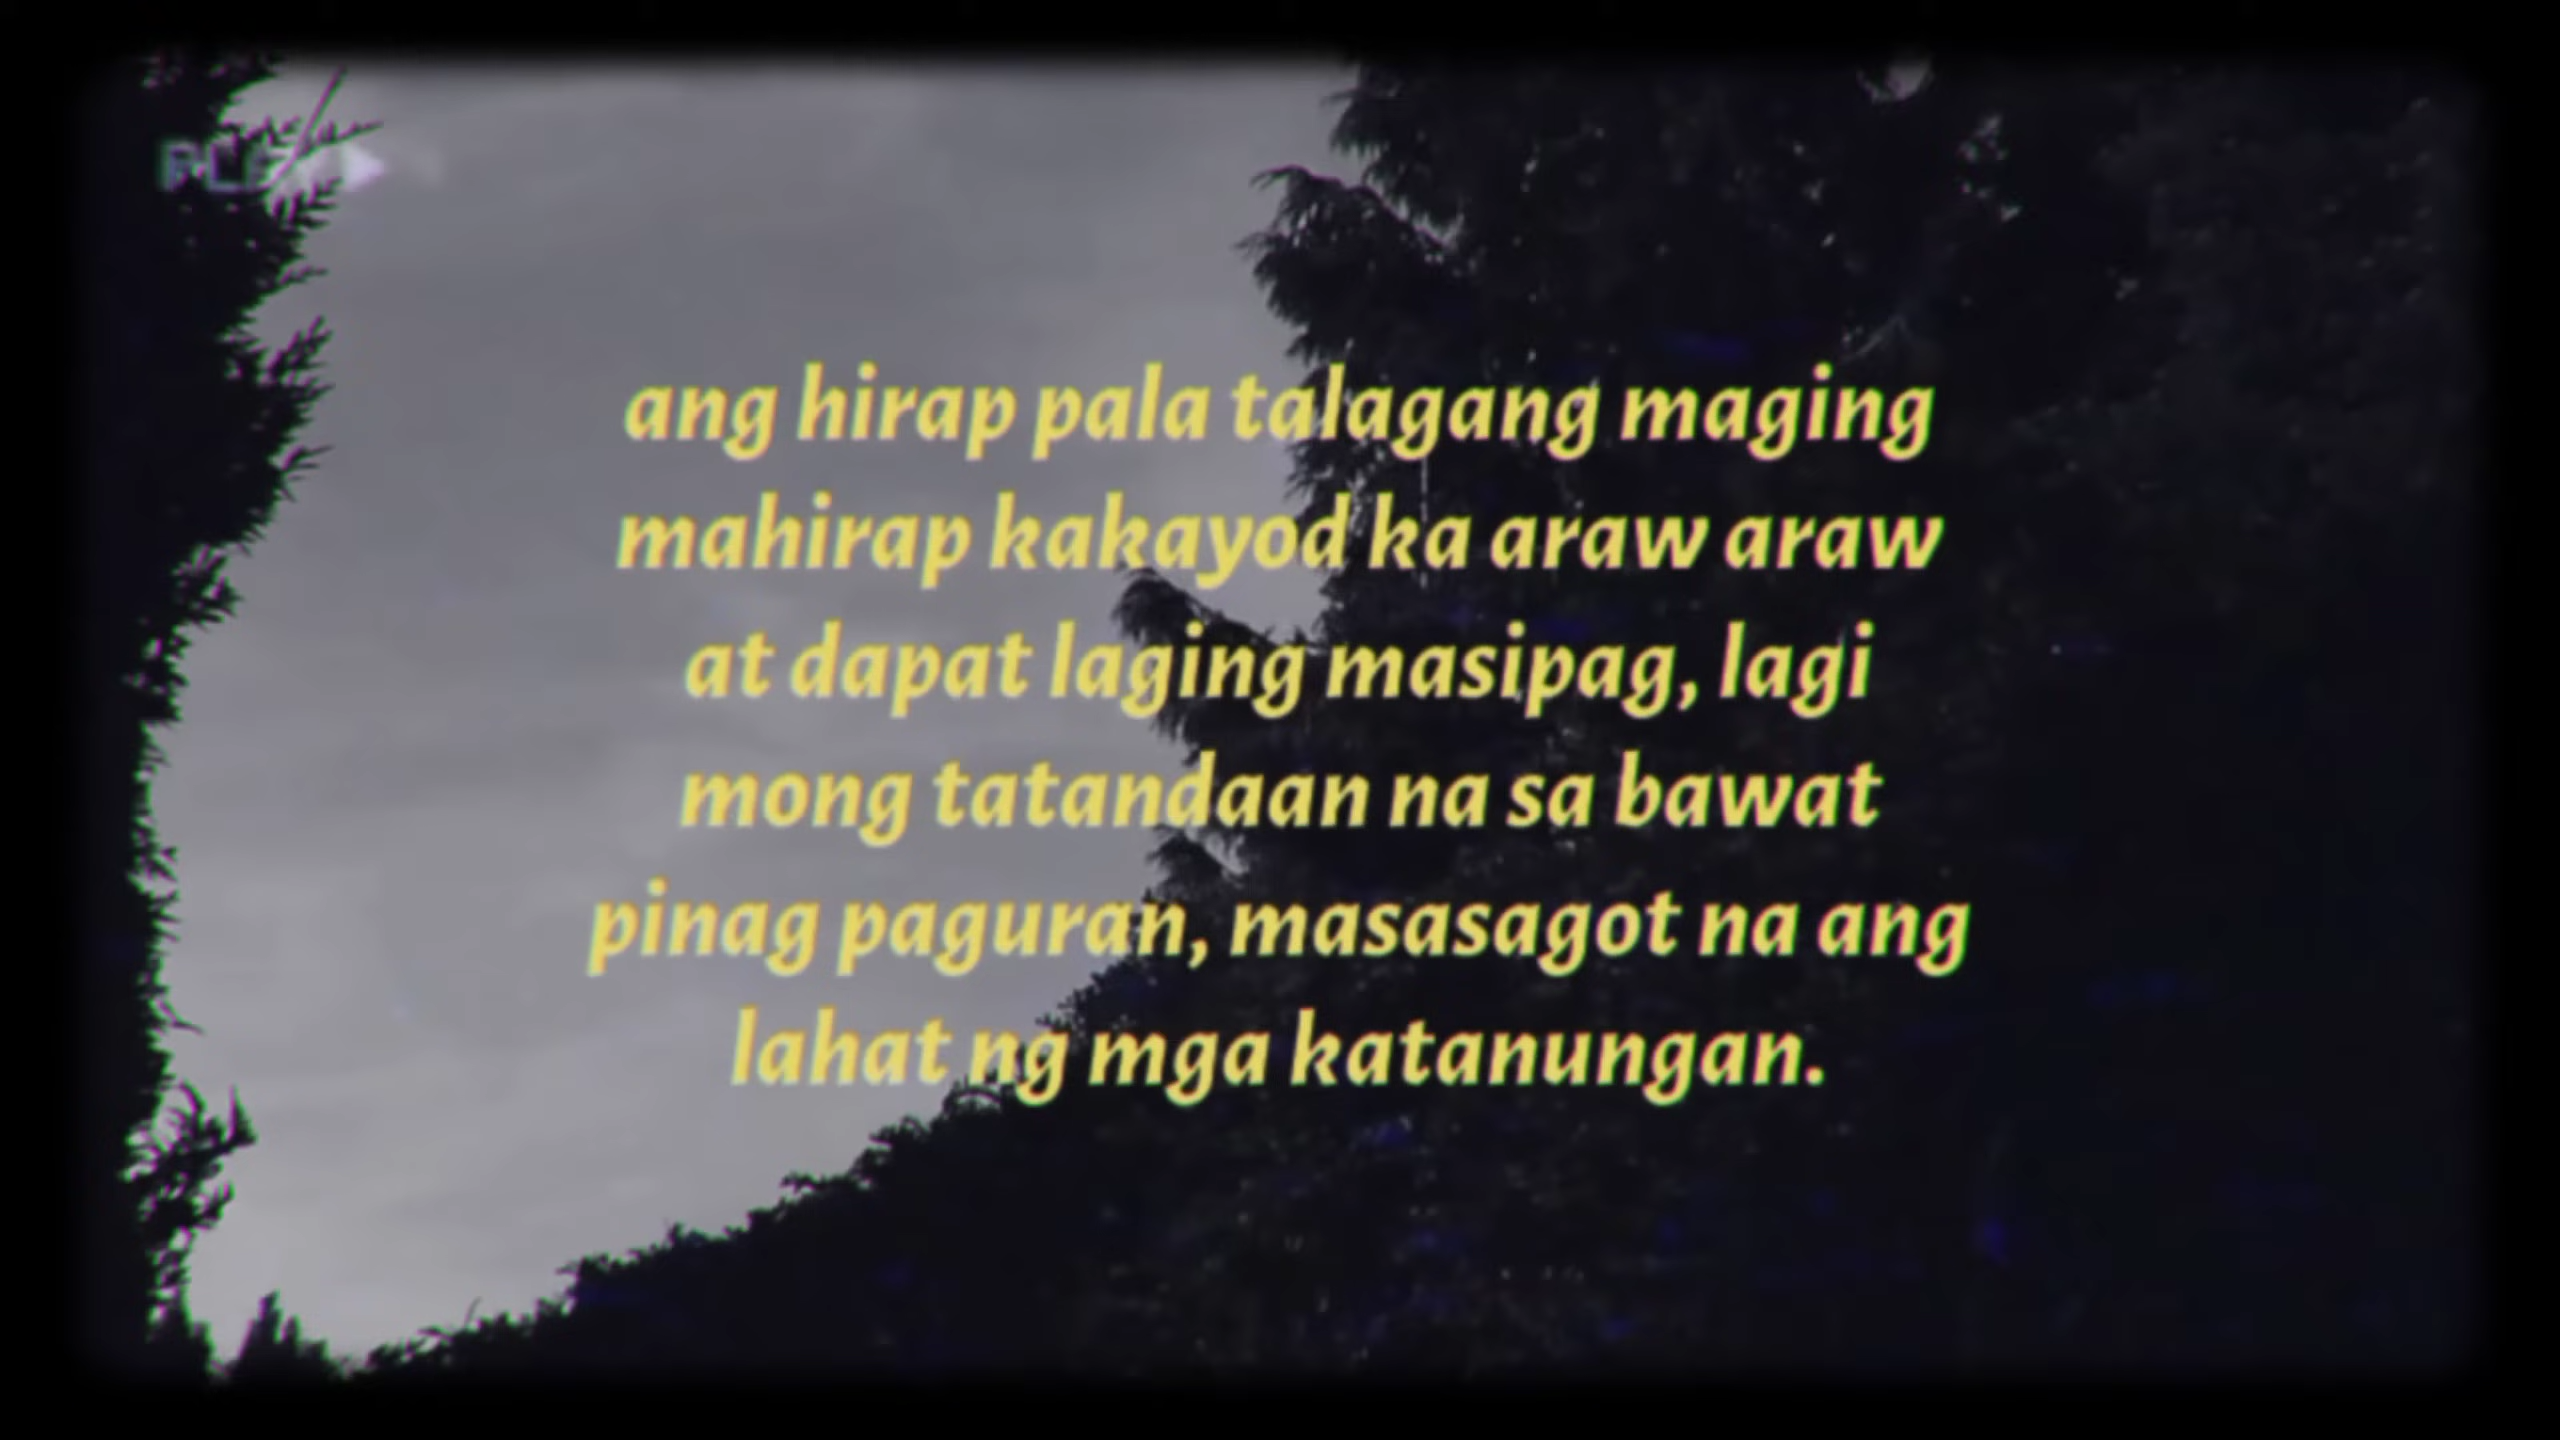 PLAY
ang hirap pala talagang maging
mahirap kakayod ka araw araw
at dapat laging masipag, lagi
mong tatandaan na sa bawat
pinag paguran, masasagot na ang
lahat ng mga katanungan.